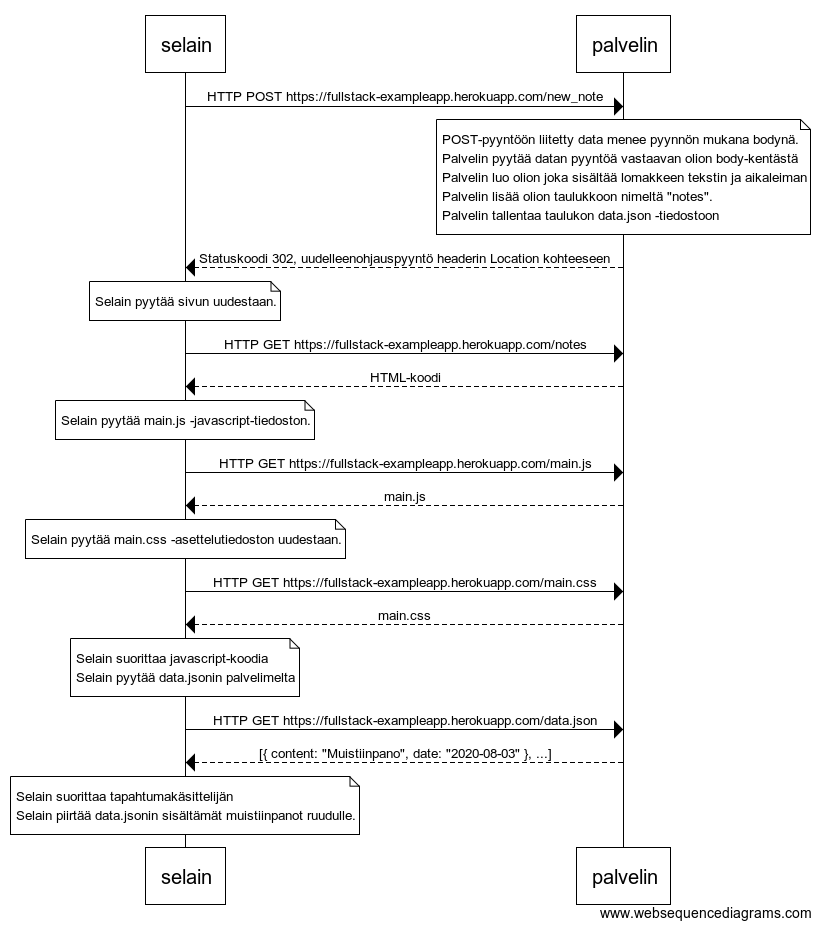 selain
palvelin
HTTP POST https://fullstack-exampleapp.herokuapp.com/new_note
POST-pyyntöön liitetty data menee pyynnön mukana bodynä.
Palvelin pyytää datan pyyntöä vastaavan olion body-kentästä
Palvelin luo olion joka sisältää lomakkeen tekstin ja aikaleiman
Palvelin lisää olion taulukkoon nimeltä "notes".
Palvelin tallentaa taulukon data.json -tiedostoon
Statuskoodi 302, uudelleenohjauspyyntö headerin Location kohteeseen
Selain pyytää sivun uudestaan.
HTTP GET https://fullstack-exampleapp.herokuapp.com/notes
HTML-koodi
Selain pyytää main.js -javascript-tiedoston.
HTTP GET https://fullstack-exampleapp.herokuapp.com/main.js
main.js
Selain pyytää main.css -asettelutiedoston uudestaan.
HTTP GET https://fullstack-exampleapp.herokuapp.com/main.css
main.css
Selain suorittaa javascript-koodia
Selain pyytää data.jsonin palvelimelta
HTTP GET https://fullstack-exampleapp.herokuapp.com/data.json
[{ content: "Muistiinpano", date: "2020-08-03" }, ...]
Selain suorittaa tapahtumakäsittelijän
Selain piirtää data.jsonin sisältämät muistiinpanot ruudulle.
selain
palvelin
www.websequencediagrams.com